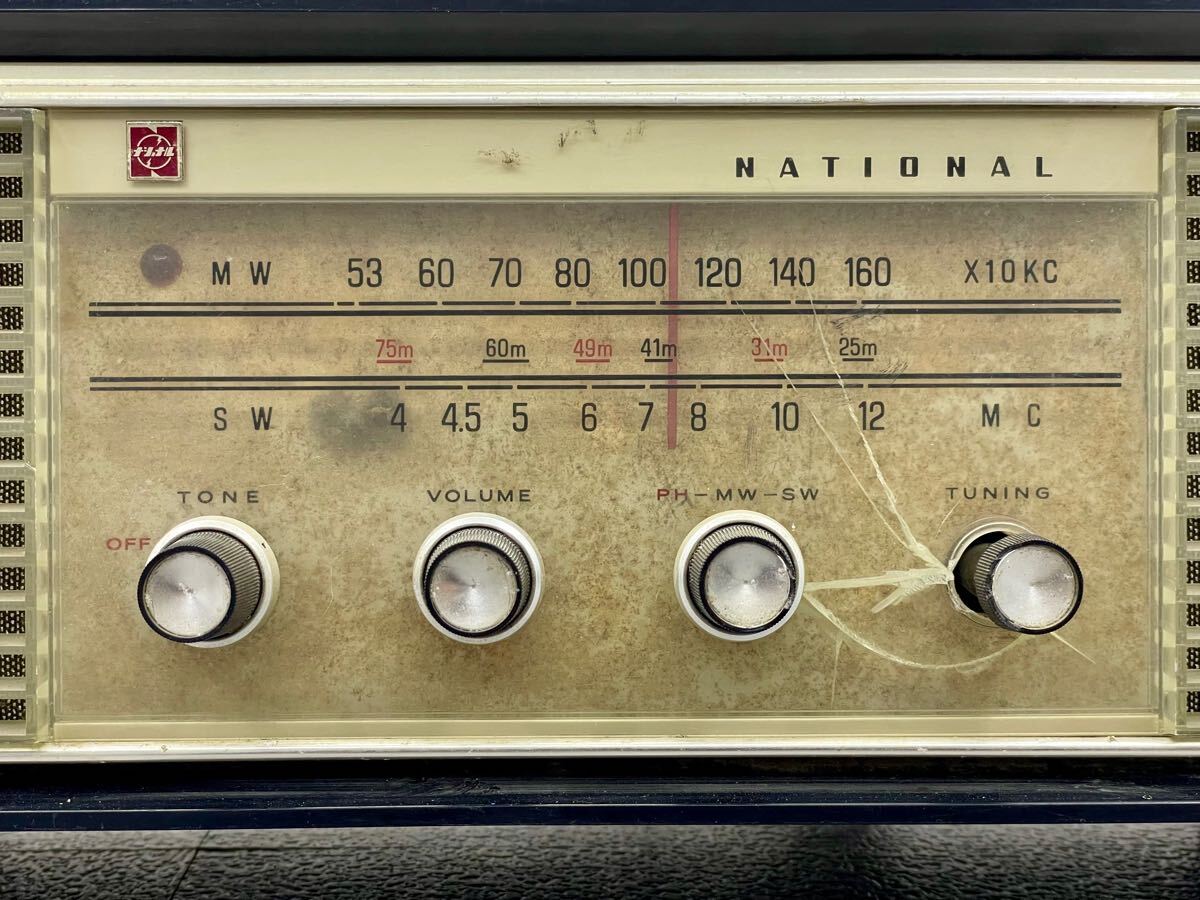 ナショナル
NATIONAL
MW 53 60 70 80 100 120 140 160 X10KC
75m 60m 49m 41m 31m 25m
SW 4 4.5 5 6 7 8 10 12 MC
TONE VOLUME PH-MW-SW TUNING
OFF